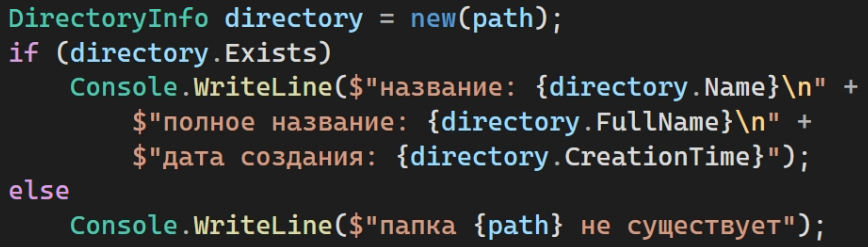 DirectoryInfo directory = new(path);
if (directory.Exists)
    Console.WriteLine($"название: {directory.Name}\n" +
        $"полное название: {directory.FullName}\n" +
        $"дата создания: {directory.CreationTime}");
else
    Console.WriteLine($"папка {path} не существует");